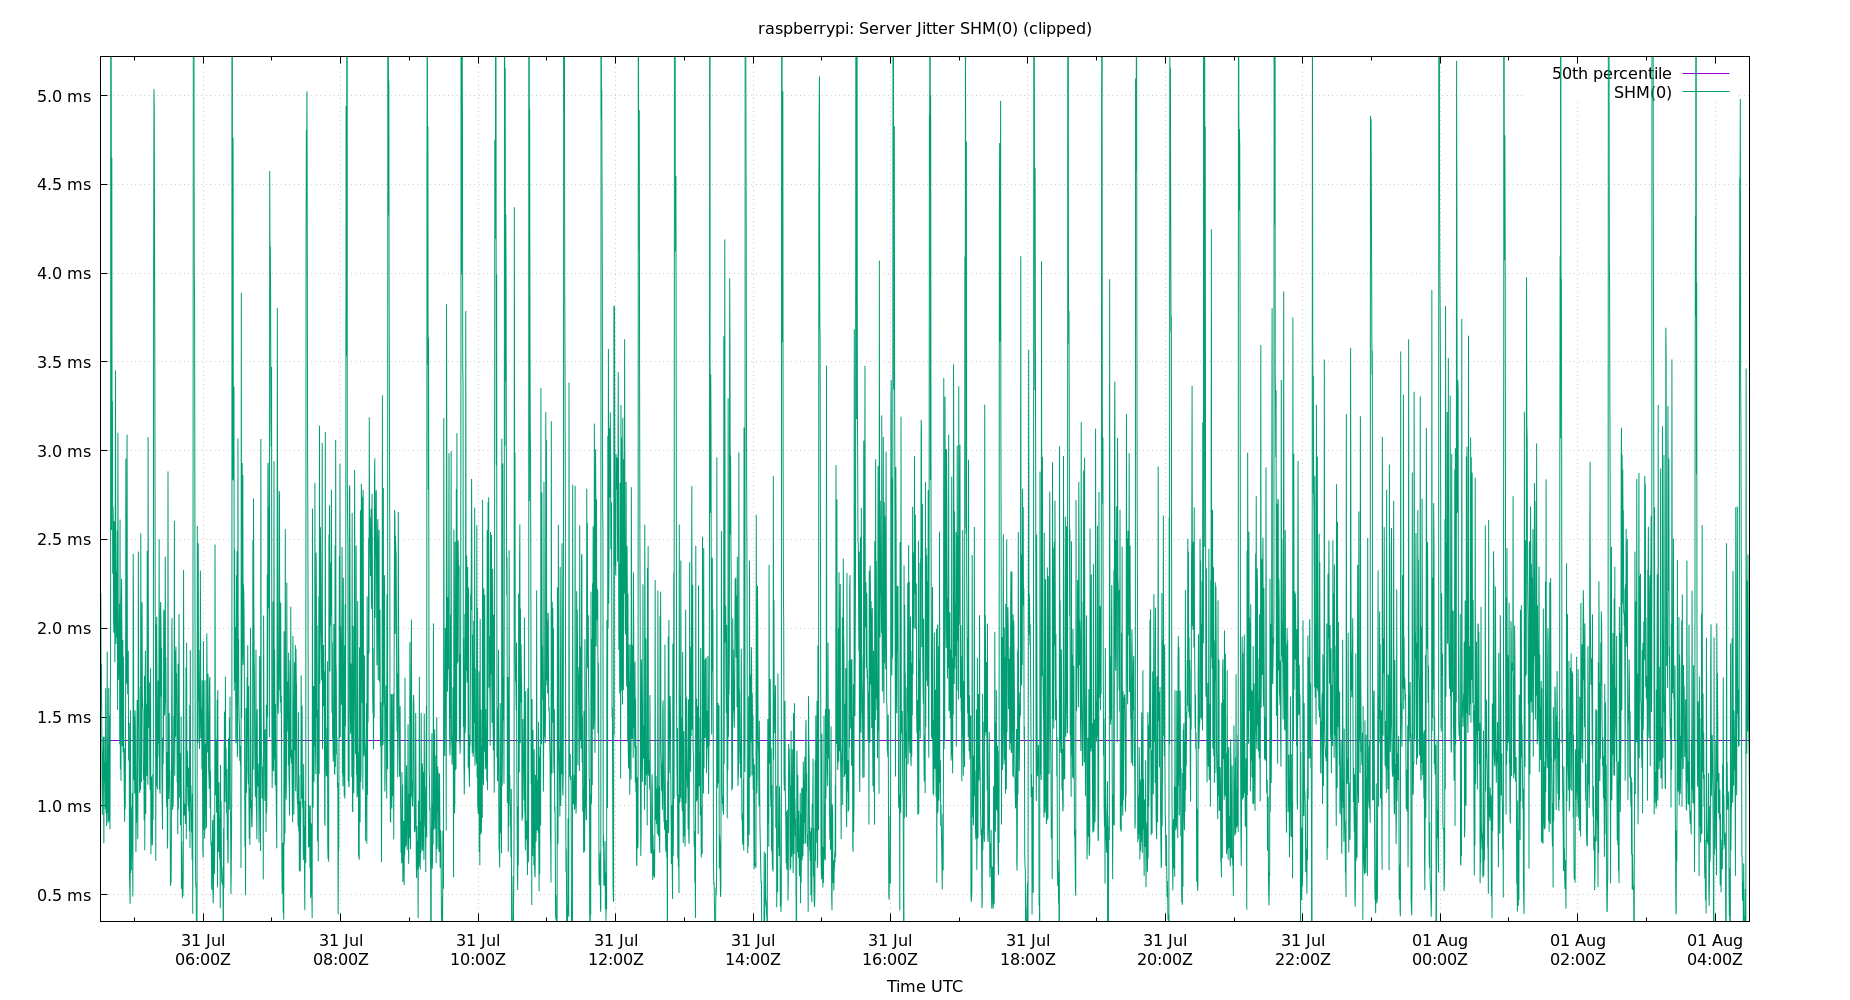 raspberrypi: Server Jitter SHM(0) (clipped)
50th percentile
SHM(0)
5.0 ms
4.5 ms
4.0 ms
3.5 ms
3.0 ms
2.5 ms
2.0 ms
1.5 ms
1.0 ms
0.5 ms
31 Jul 31 Jul 31 Jul 31 Jul 31 Jul 31 Jul 31 Jul 31 Jul 31 Jul 01 Aug 01 Aug 01 Aug
06:00Z 08:00Z 10:00Z 12:00Z 14:00Z 16:00Z 18:00Z 20:00Z 22:00Z 00:00Z 02:00Z 04:00Z
Time UTC